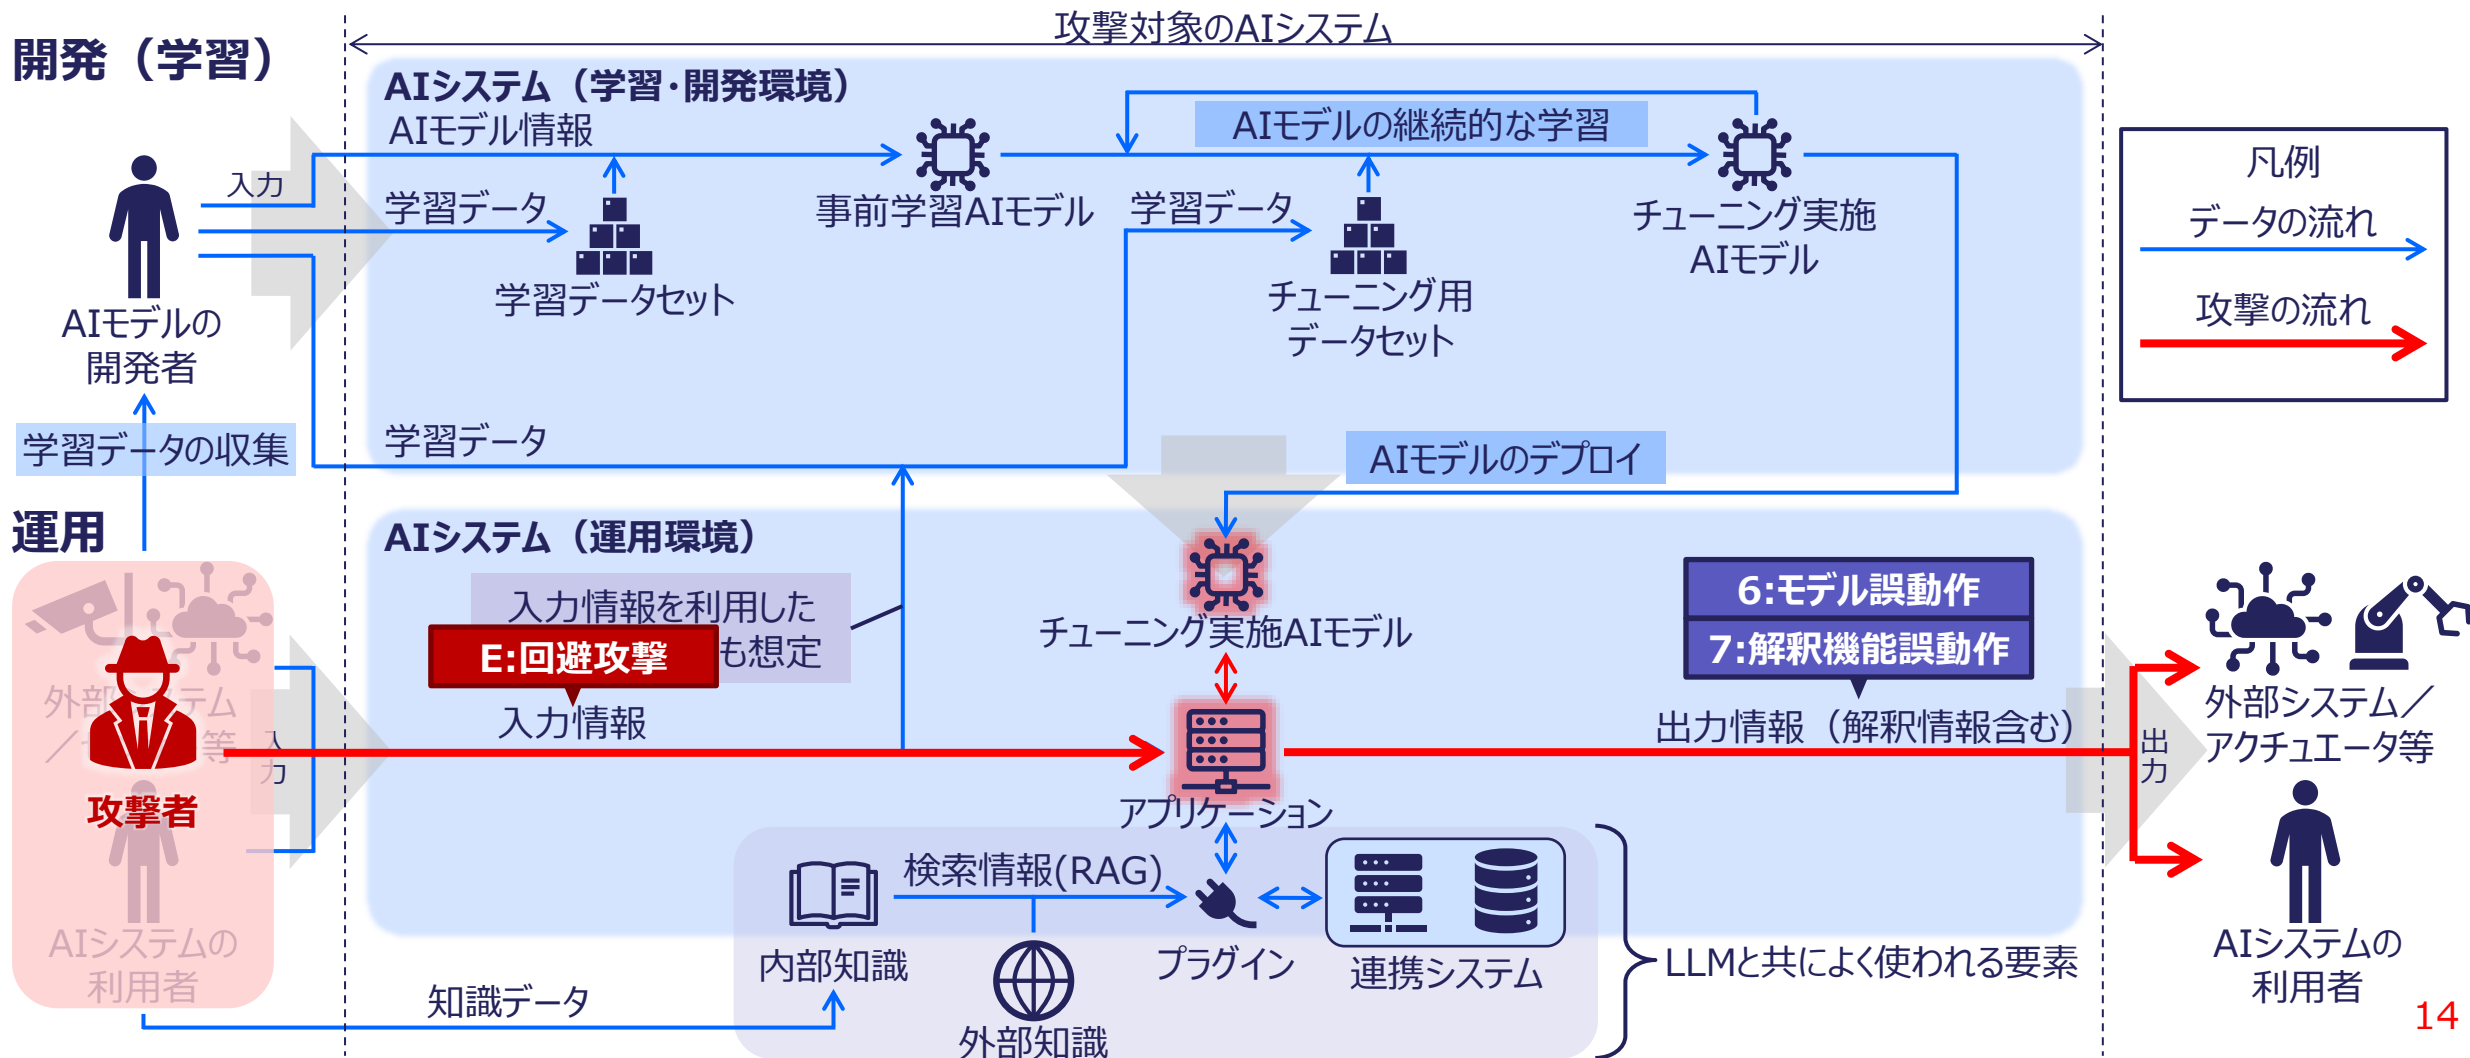 攻撃対象のAIシステム
開発（学習）
AIシステム（学習・開発環境）
AIモデル情報
AIモデルの継続的な学習
入力
学習データ
事前学習AIモデル
学習データ
チューニング実施
AIモデル
学習データセット
チューニング用
データセット
AIモデルの
開発者
凡例
データの流れ
攻撃の流れ
学習データの収集
学習データ
AIモデルのデプロイ
運用
AIシステム（運用環境）
入力情報を利用した
も想定
E:回避攻撃
入力情報
チューニング実施AIモデル
6:モデル誤動作
7:解釈機能誤動作
出力情報（解釈情報含む）
外部システム
／ 等
攻撃者
入力
AIシステムの
利用者
アプリケーション
出力
外部システム／
アクチュエータ等
AIシステムの
利用者
検索情報(RAG)
内部知識
外部知識
プラグイン
連携システム
LLMと共によく使われる要素
知識データ
14